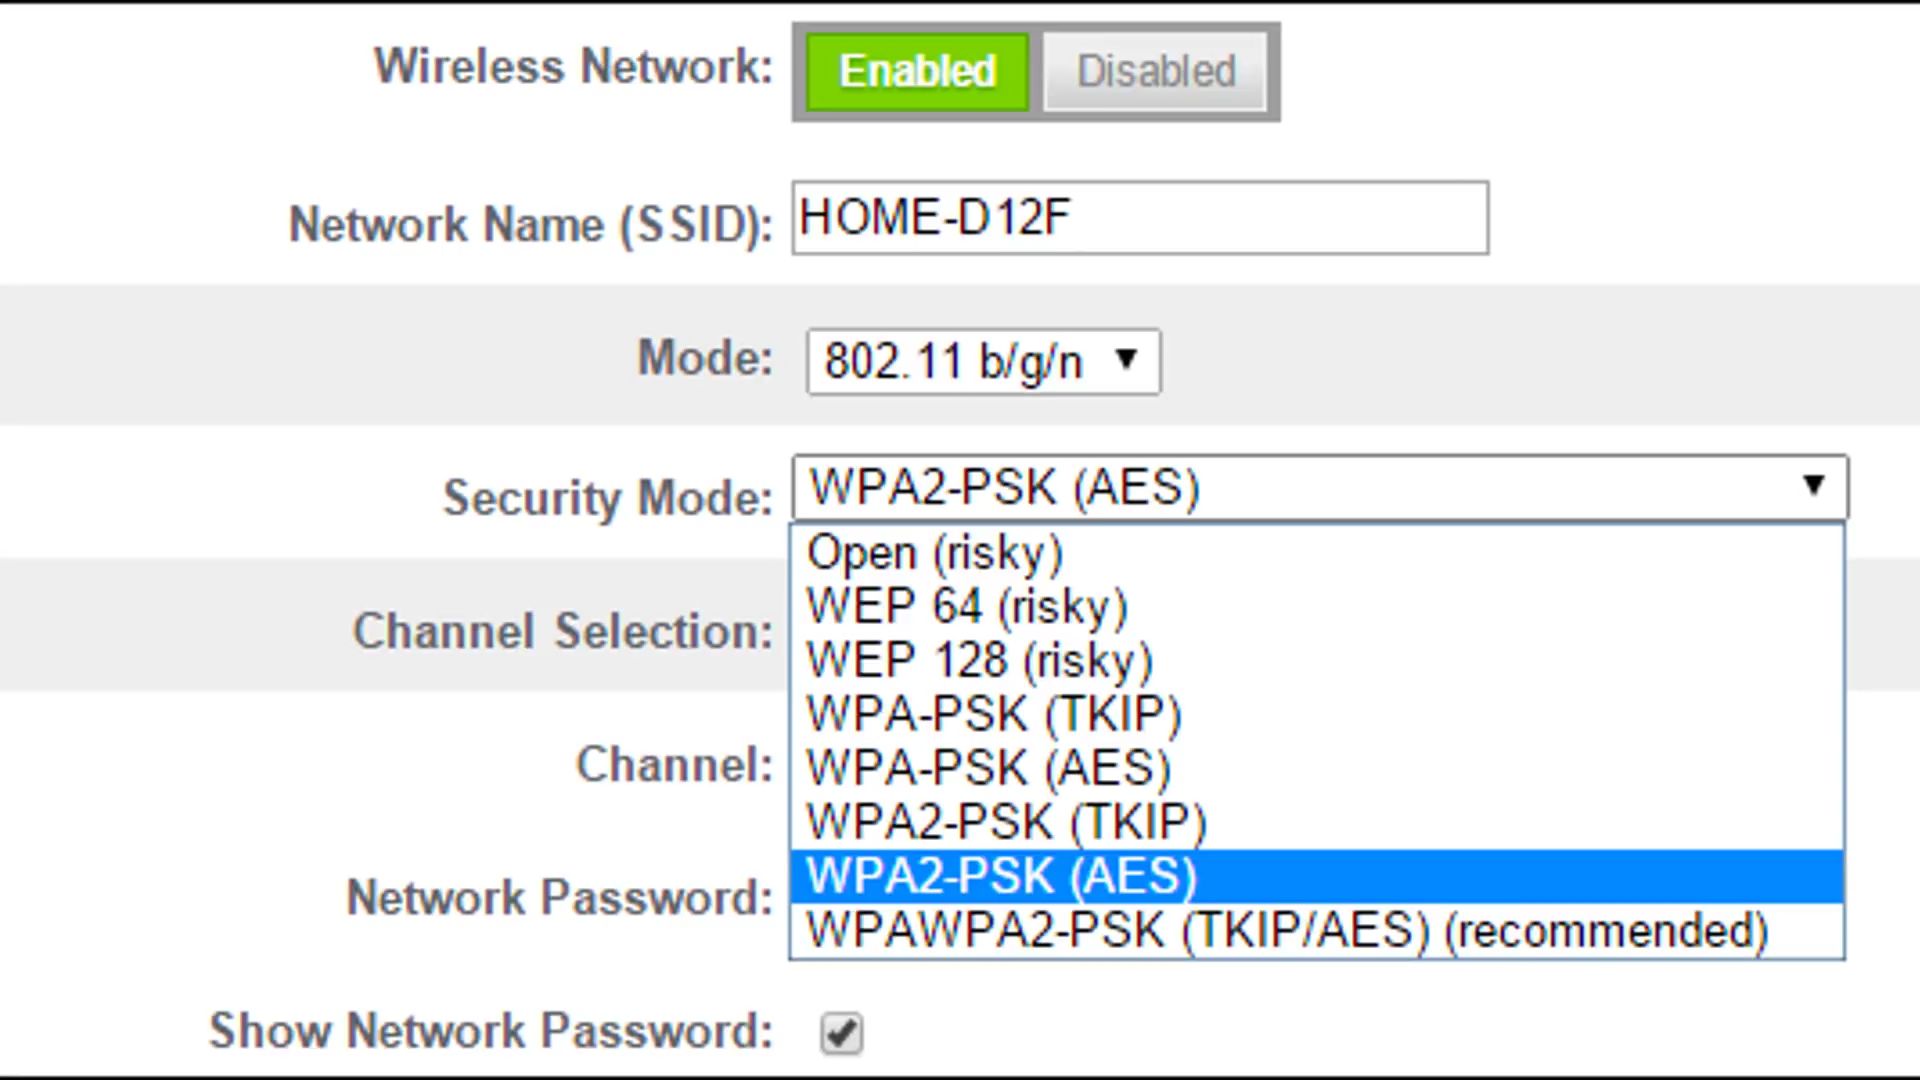 Wireless Network: Enabled Disabled
Network Name (SSID): HOME-D12F
Mode: 802.11 b/g/n
Security Mode: WPA2-PSK (AES)
Open (risky)
WEP 64 (risky)
Channel Selection: WEP 128 (risky)
WPA-PSK (TKIP)
Channel: WPA-PSK (AES)
WPA2-PSK (TKIP)
Network Password: WPA2-PSK (AES)
WPAWPA2-PSK (TKIP/AES) (recommended)
Show Network Password: